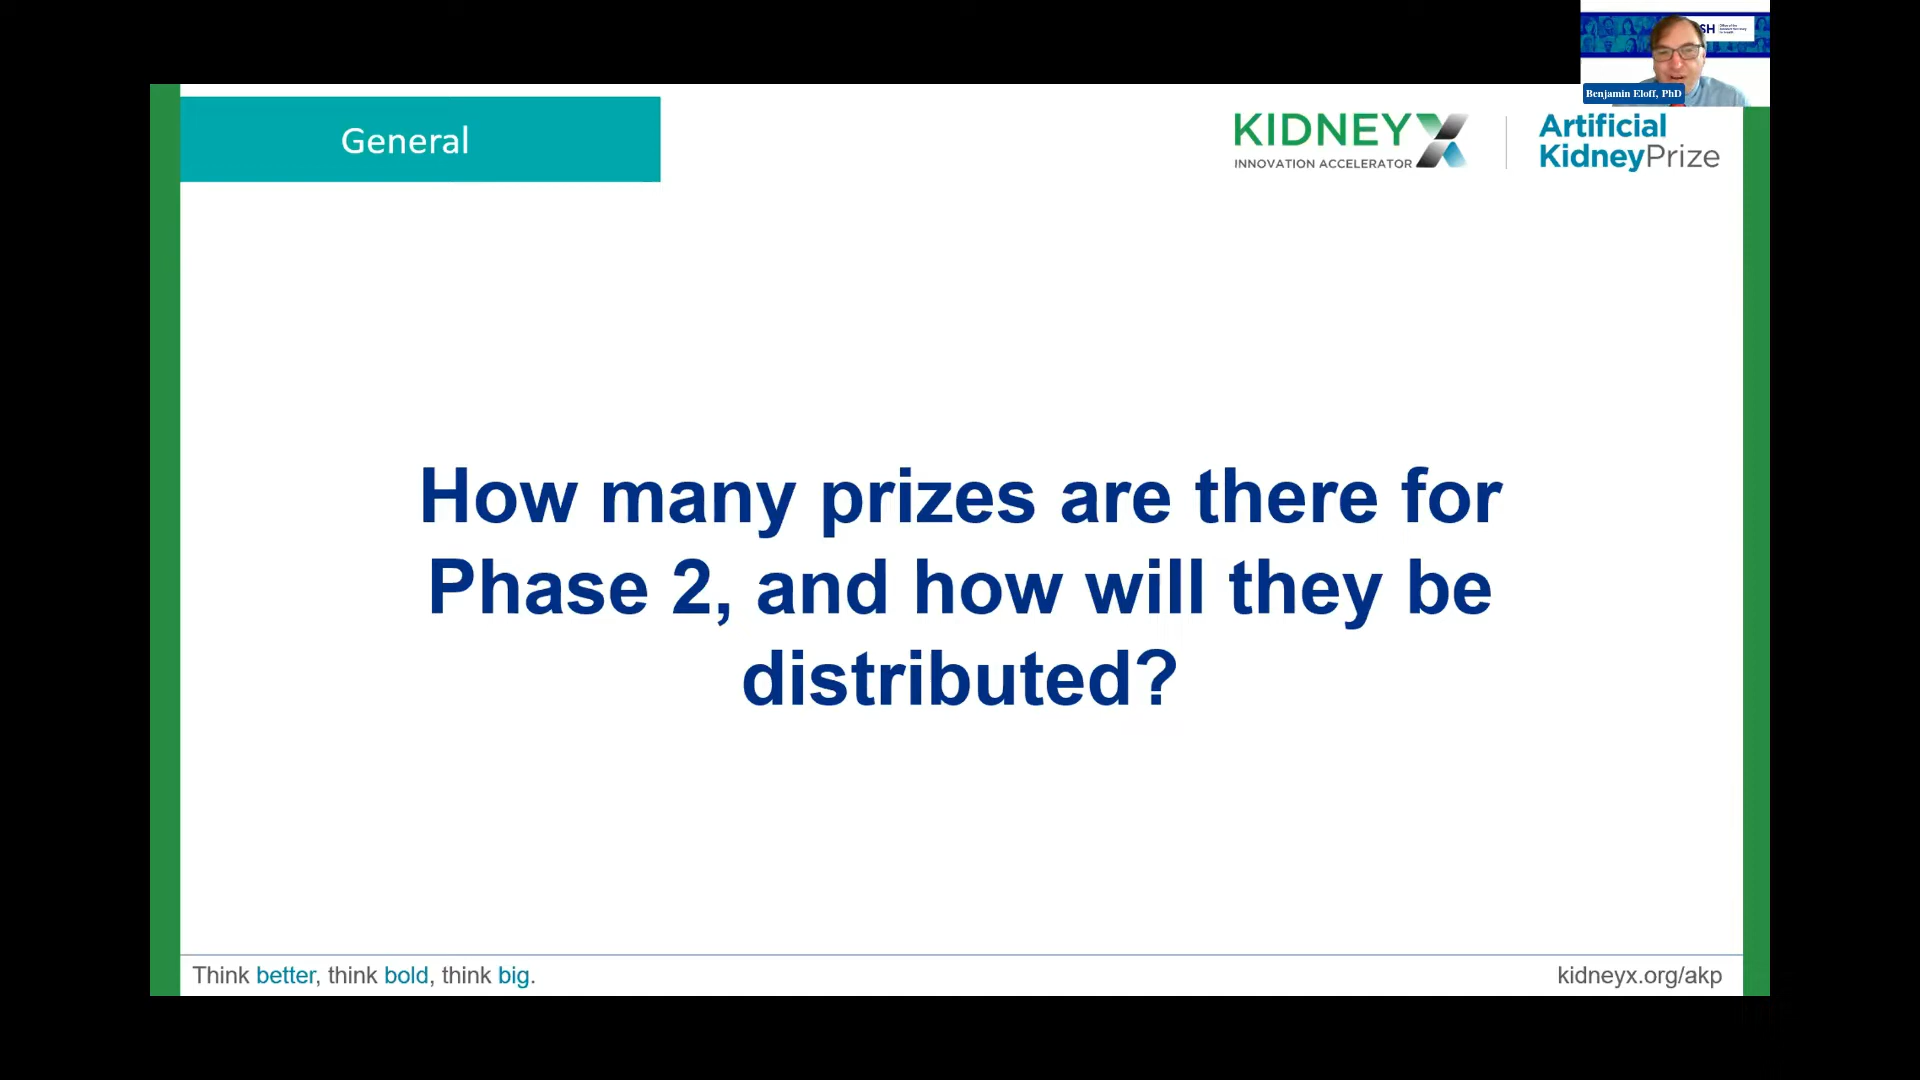 SH
Benjamin Eloff, PhD
General
KIDNEYX
INNOVATION ACCELERATOR
Artificial
KidneyPrize
How many prizes are there for
Phase 2, and how will they be
distributed?
Think better, think bold, think big.
kidneyx.org/akp